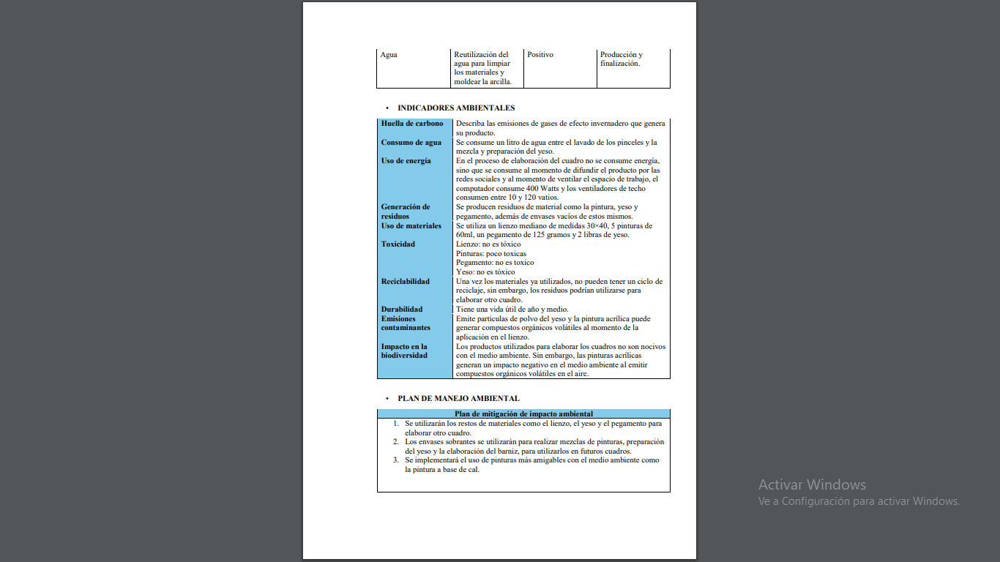 Agua
Reutilización del
agua para limpiar
los materiales y
moldear la arcilla.
Positivo
Producción y
finalización.
• INDICADORES AMBIENTALES
Huella de carbono
Describa las emisiones de gases de efecto invernadero que genera
su producto.
Consumo de agua
Se consume un litro de agua entre el lavado de los pinceles y la
mezcla y preparación del yeso.
Uso de energía
En el proceso de elaboración del cuadro no se consume energía,
sino que se consume al momento de difundir el producto por las
redes sociales y al momento de ventilar el espacio de trabajo, el
computador consume 400 Watts y los ventiladores de techo
consumen entre 10 y 120 vatios.
Generación de
residuos
Se producen residuos de material como la pintura, yeso y
pegamento, además de envases vacíos de estos mismos.
Uso de materiales
Se utiliza un lienzo mediano de medidas 30×40, 5 pinturas de
60ml, un pegamento de 125 gramos y 2 libras de yeso.
Toxicidad
Lienzo: no es tóxico
Pinturas: poco toxicas
Pegamento: no es toxico
Yeso: no es tóxico
Reciclabilidad
Una vez los materiales ya utilizados, no pueden tener un ciclo de
reciclaje, sin embargo, los residuos podrían utilizarse para
elaborar otro cuadro.
Durabilidad
Tiene una vida útil de año y medio.
Emisiones
contaminantes
Emite partículas de polvo del yeso y la pintura acrílica puede
generar compuestos orgánicos volátiles al momento de la
aplicación en el lienzo.
Impacto en la
biodiversidad
Los productos utilizados para elaborar los cuadros no son nocivos
con el medio ambiente. Sin embargo, las pinturas acrílicas
generan un impacto negativo en el medio ambiente al emitir
compuestos orgánicos volátiles en el aire.
• PLAN DE MANEJO AMBIENTAL
Plan de mitigación de impacto ambiental
1. Se utilizarán los restos de materiales como el lienzo, el yeso y el pegamento para
elaborar otro cuadro.
2. Los envases sobrantes se utilizarán para realizar mezclas de pinturas, preparación
del yeso y la elaboración del barniz, para utilizarlos en futuros cuadros.
3. Se implementará el uso de pinturas más amigables con el medio ambiente como
la pintura a base de cal.
Activar Windows
Ve a Configuración para activar Windows.